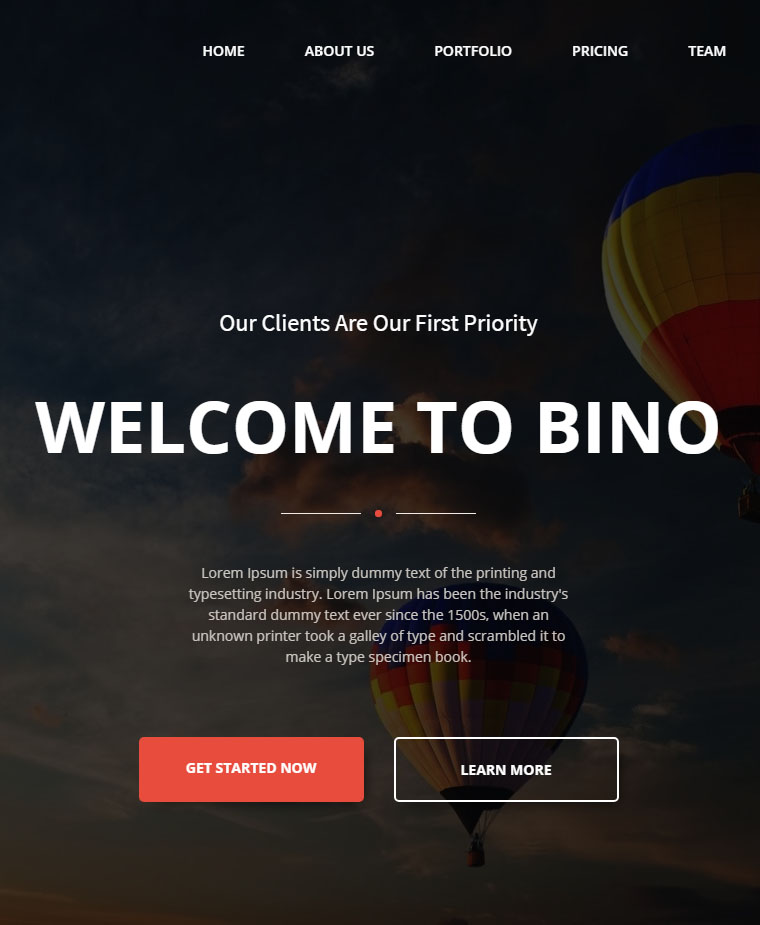 HOME ABOUT US PORTFOLIO PRICING TEAM
Our Clients Are Our First Priority
WELCOME TO BINO
Lorem Ipsum is simply dummy text of the printing and
typesetting industry. Lorem Ipsum has been the industry's
standard dummy text ever since the 1500s, when an
unknown printer took a galley of type and scrambled it to
make a type specimen book.
GET STARTED NOW LEARN MORE